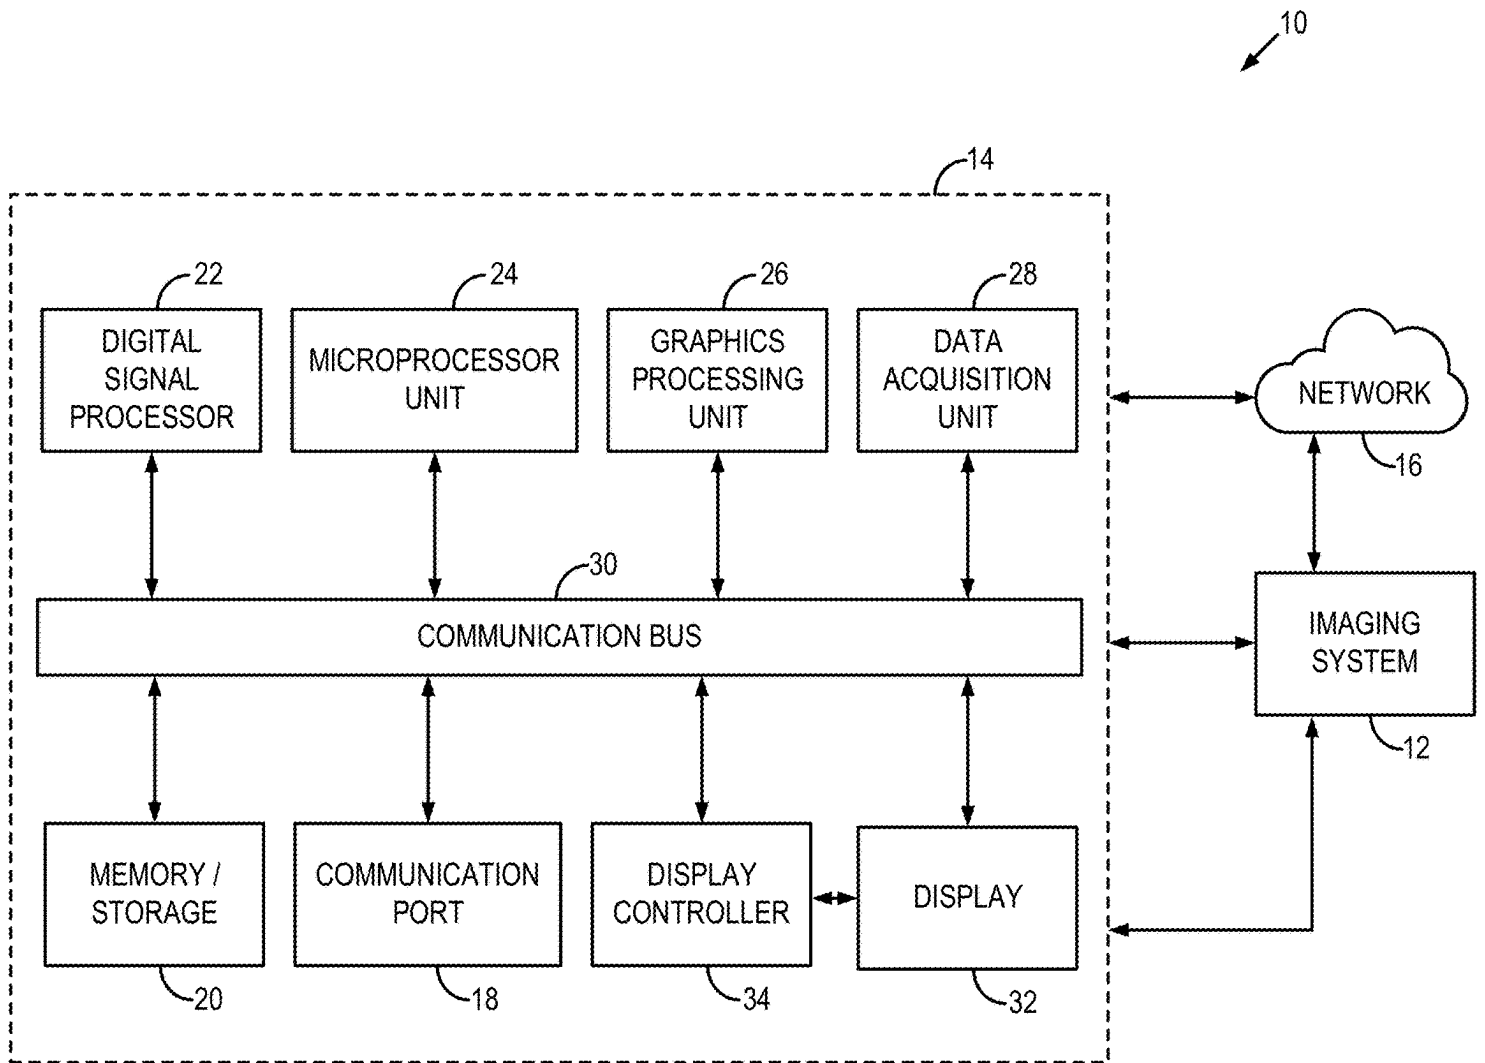 10
14
22
24
26
28
DIGITAL
SIGNAL
PROCESSOR
MICROPROCESSOR
UNIT
GRAPHICS
PROCESSING
UNIT
DATA
ACQUISITION
UNIT
NETWORK
16
30
COMMUNICATION BUS
IMAGING
SYSTEM
12
MEMORY /
STORAGE
COMMUNICATION
PORT
DISPLAY
CONTROLLER
DISPLAY
20
18
34
32